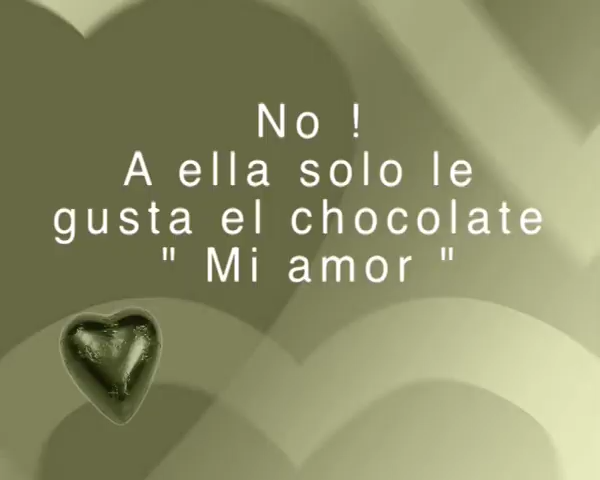 No !
A ella solo le
gusta el chocolate
" Mi amor "